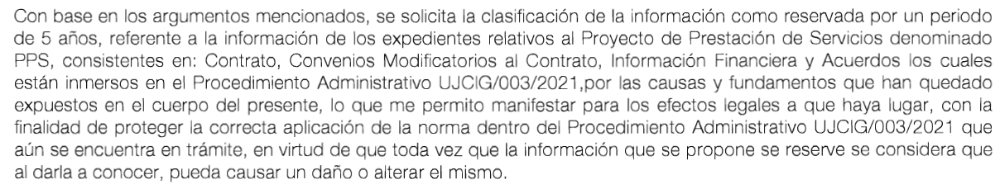 Con base en los argumentos mencionados, se solicita la clasificación de la información como reservada por un periodo
de 5 años, referente a la información de los expedientes relativos al Proyecto de Prestación de Servicios denominado
PPS, consistentes en: Contrato, Convenios Modificatorios al Contrato, Información Financiera y Acuerdos los cuales
están inmersos en el Procedimiento Administrativo UJCIG/003/2021,por las causas y fundamentos que han quedado
expuestos en el cuerpo del presente, lo que me permito manifestar para los efectos legales a que haya lugar, con la
finalidad de proteger la correcta aplicación de la norma dentro del Procedimiento Administrativo UJCIG/003/2021 que
aún se encuentra en trámite, en virtud de que toda vez que la información que se propone se reserve se considera que
al darla a conocer, pueda causar un daño o alterar el mismo.